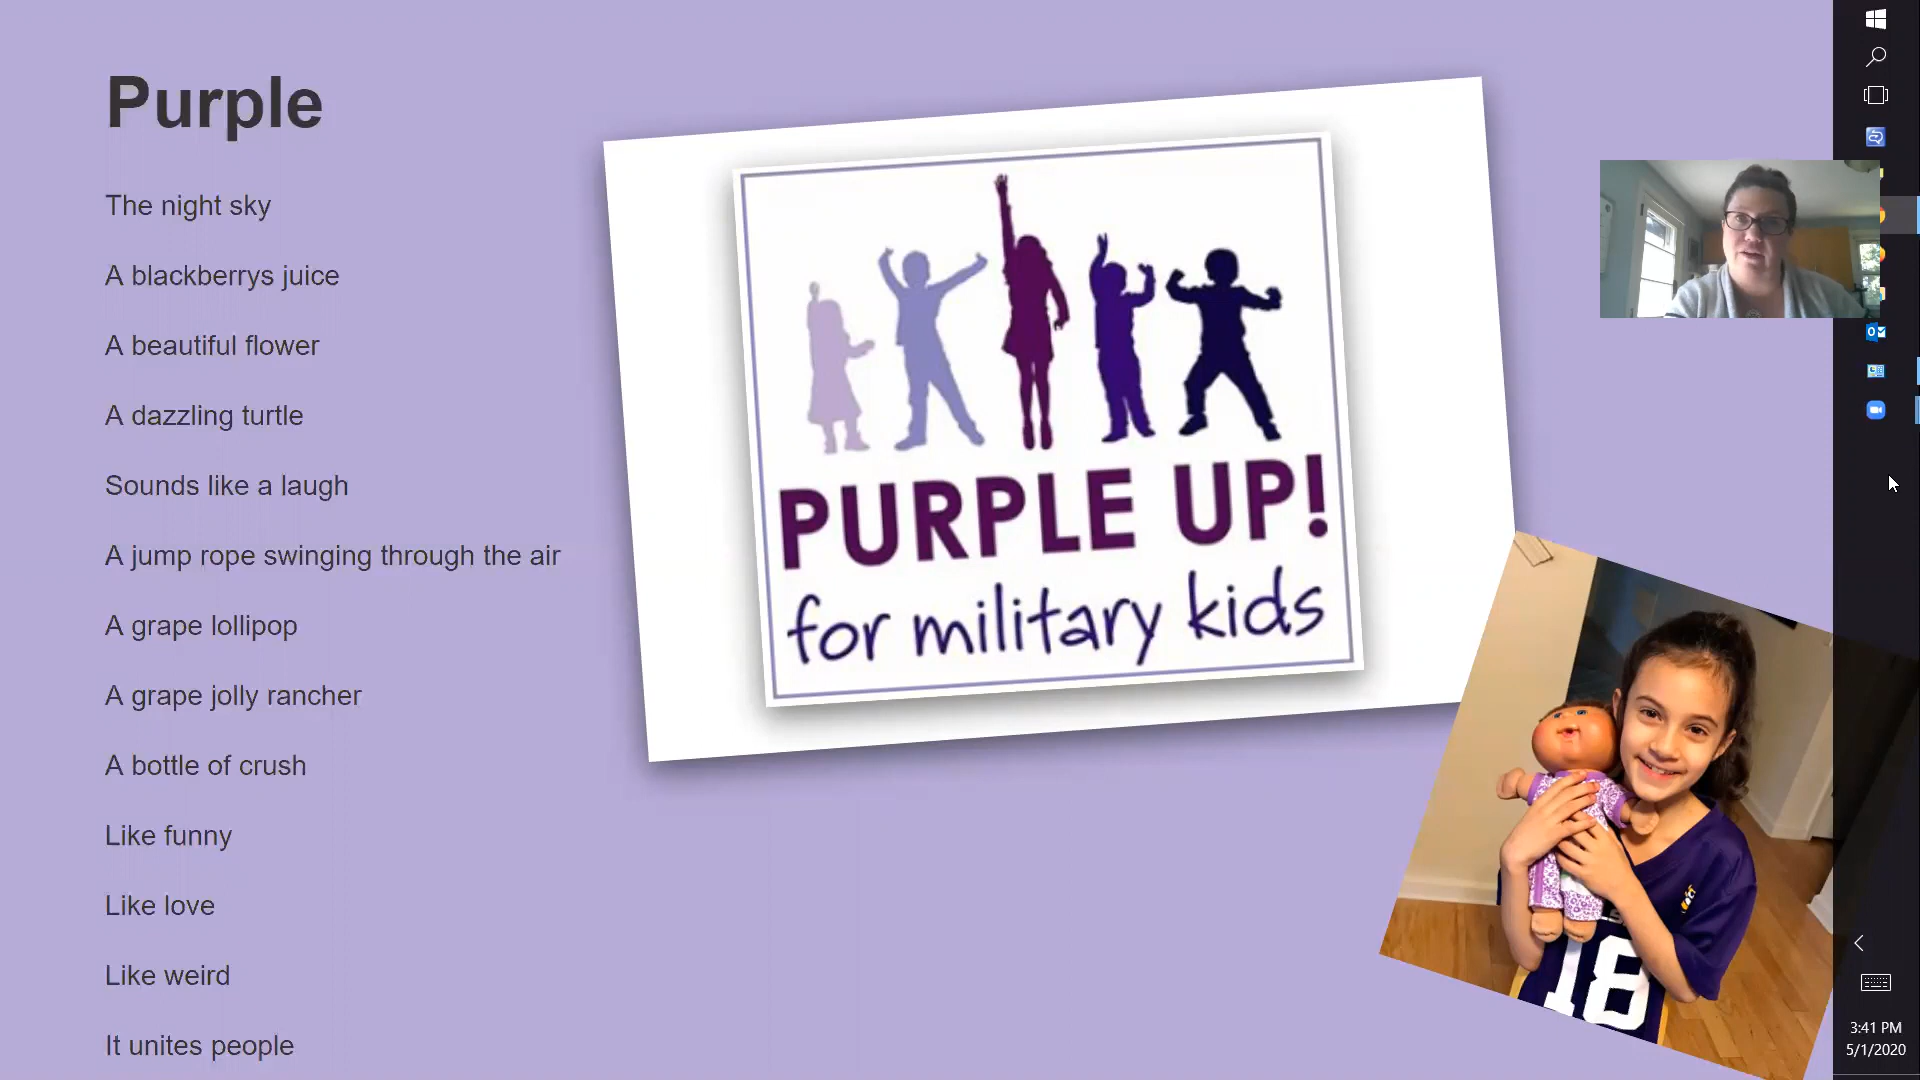 Purple
The night sky
A blackberrys juice
A beautiful flower
A dazzling turtle
Sounds like a laugh
A jump rope swinging through the air
A grape lollipop
A grape jolly rancher
A bottle of crush
Like funny
Like love
Like weird
It unites people
PURPLE UP!
for military kids
18
3:41 PM
5/1/2020